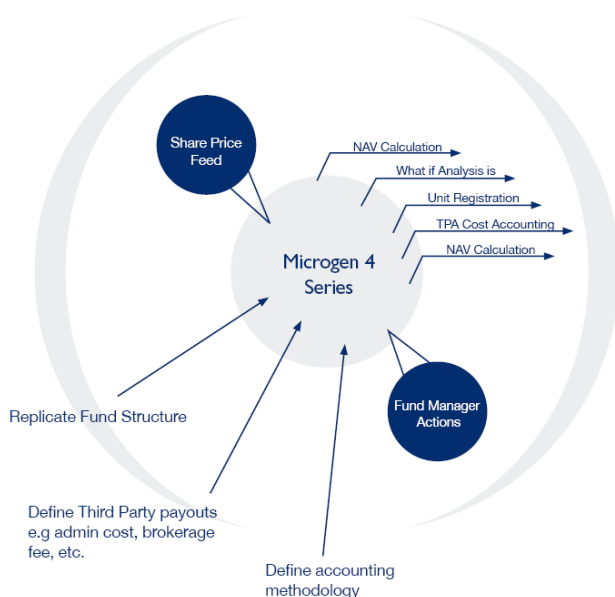 Share Price
Feed
NAV Calculation
What if Analysis is
Unit Registration
TPA Cost Accounting
NAV Calculation
Microgen 4
Series
Fund Manager
Actions
Replicate Fund Structure
Define Third Party payouts
e.g admin cost, brokerage
fee, etc.
Define accounting
methodology